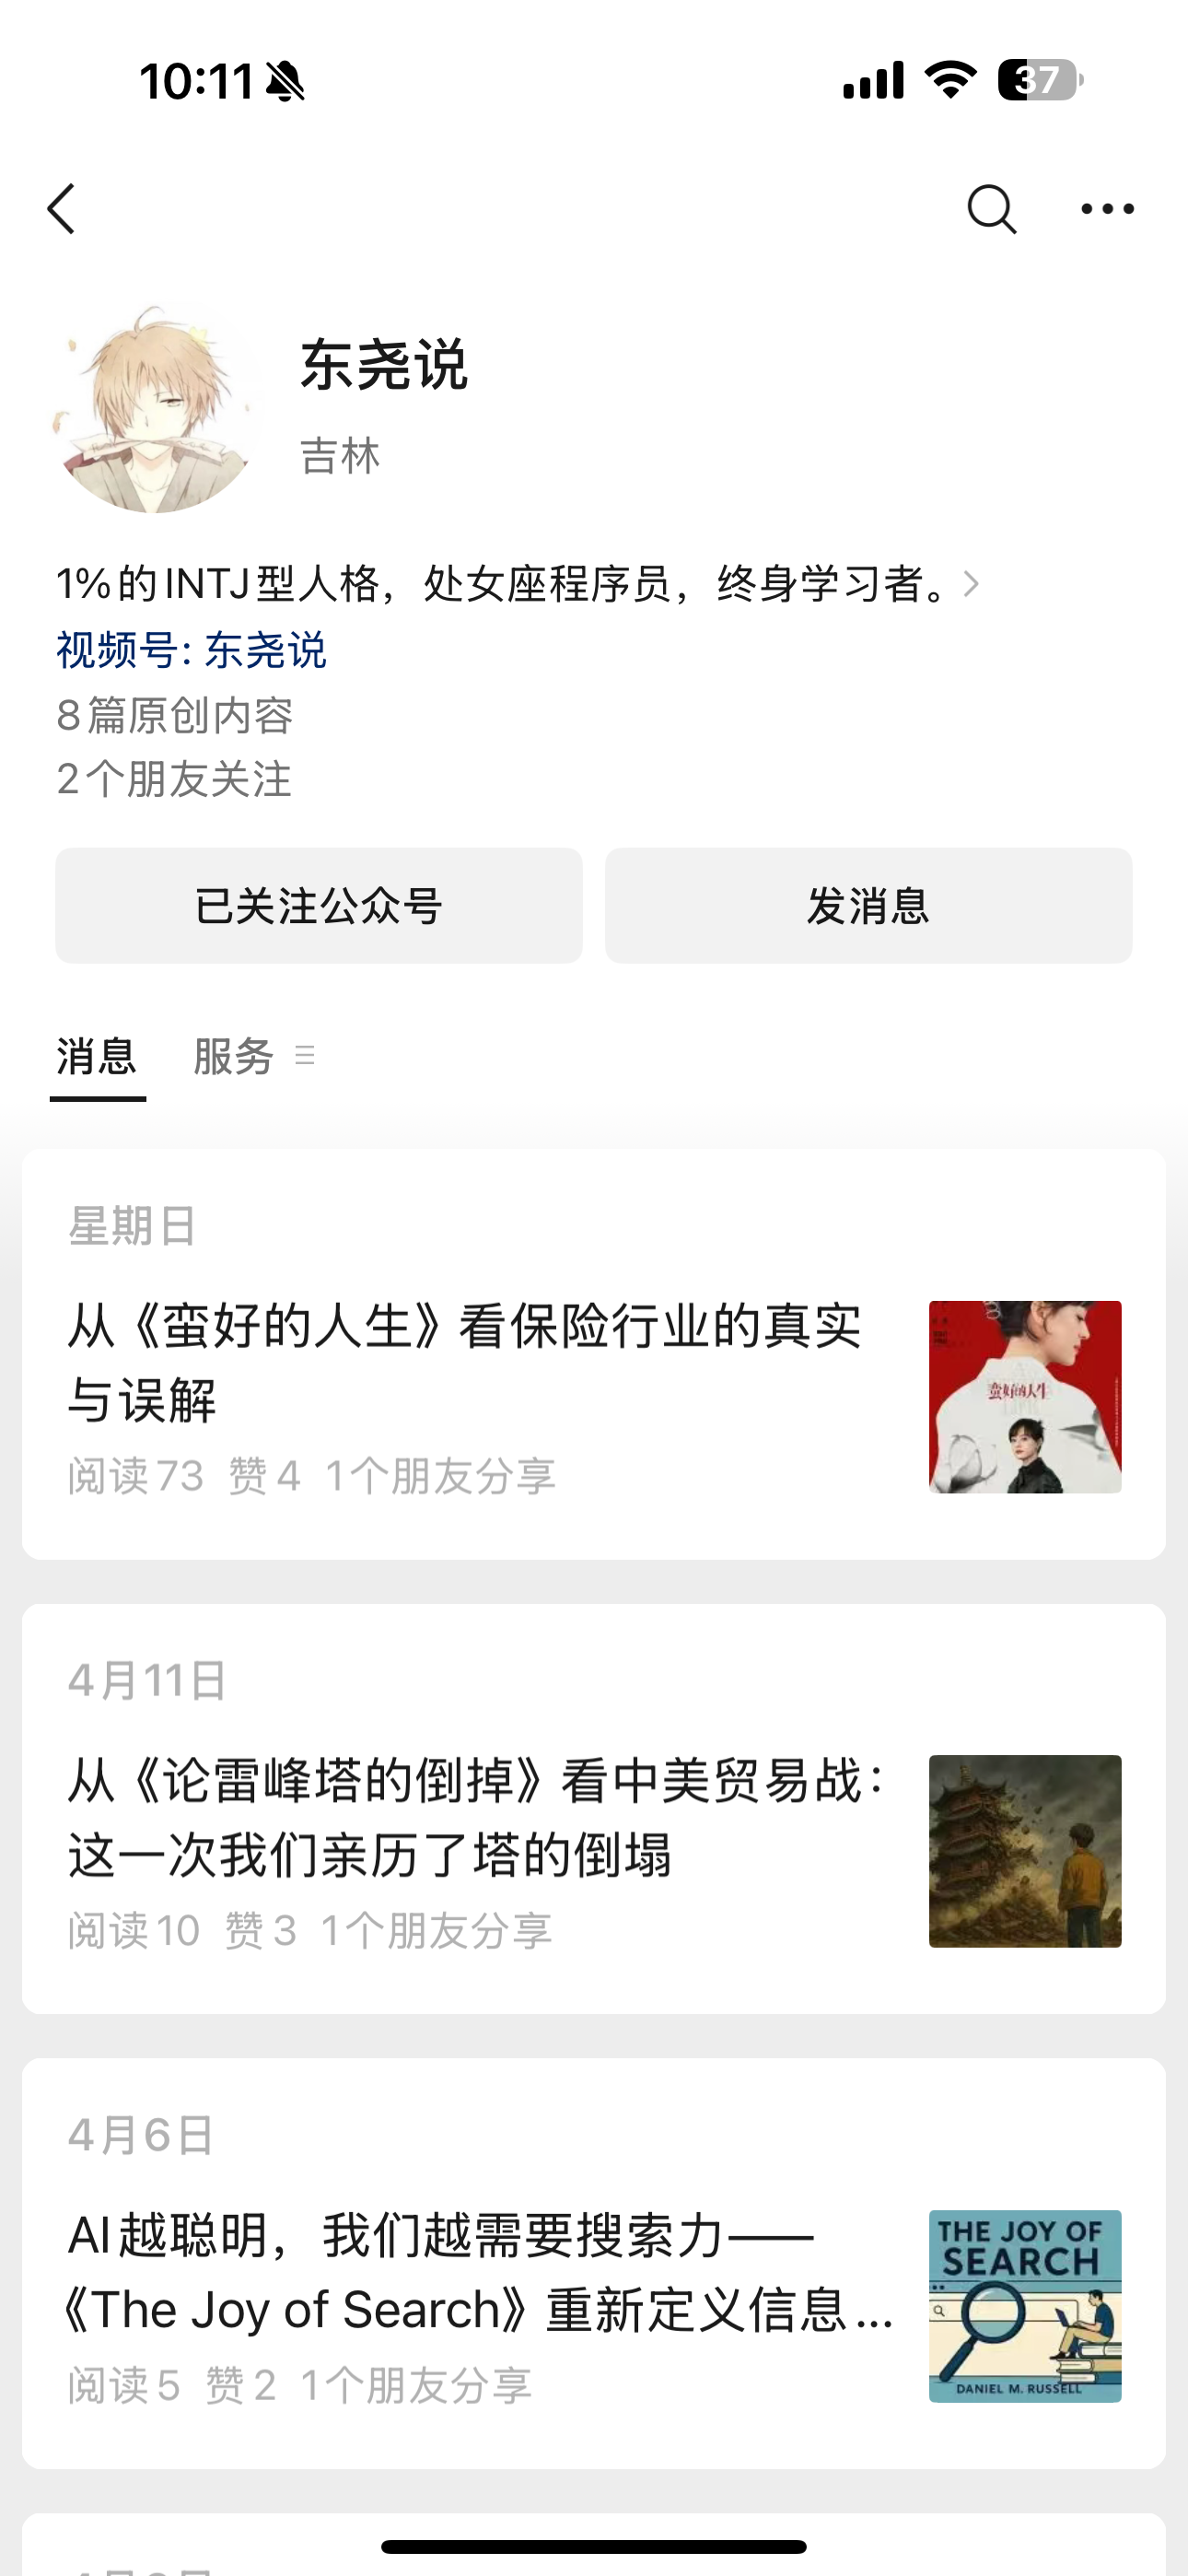 10:11
37
东尧说
吉林
1%的INTJ型人格，处女座程序员，终身学习者。
视频号: 东尧说
8篇原创内容
2个朋友关注
已关注公众号
发消息
消息
服务
星期日
从《蛮好的人生》看保险行业的真实
与误解
阅读73 赞4 1个朋友分享
蛮好的人生
4月11日
从《论雷峰塔的倒掉》看中美贸易战：
这一次我们亲历了塔的倒塌
阅读10 赞3 1个朋友分享
4月6日
AI越聪明，我们越需要搜索力——
《The Joy of Search》重新定义信息...
阅读5 赞2 1个朋友分享
THE JOY OF
SEARCH
DANIEL M. RUSSELL